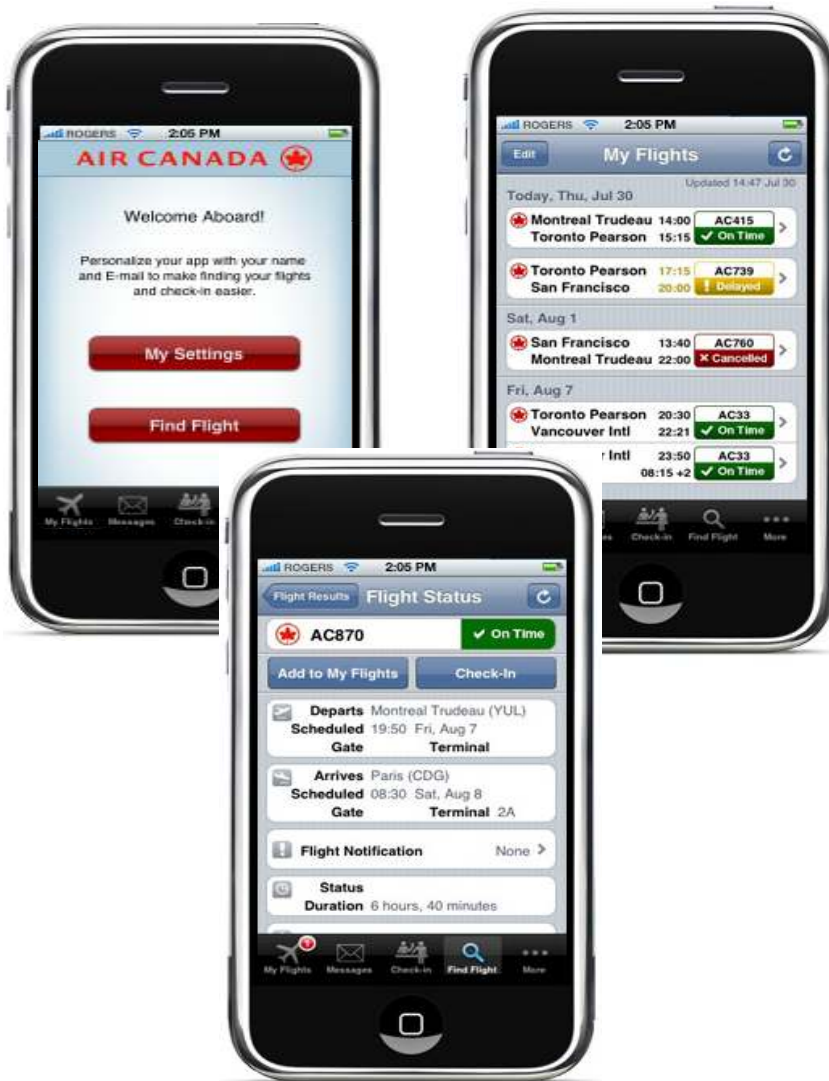 ROGERS 2:05 PM
AIR CANADA
Welcome Aboard!
Personalize your app with your name
and E-mail to make finding your flights
and check-in easier.
My Settings
Find Flight
My Flights Messages Check-in
ROGERS 2:05 PM
Edit My Flights
Updated 14:47 Jul 30
Today, Thu, Jul 30
Montreal Trudeau 14:00 AC415
Toronto Pearson 15:15 On Time
Toronto Pearson 17:15 AC739
San Francisco 20:00 Delayed
Sat, Aug 1
San Francisco 13:40 AC760
Montreal Trudeau 22:00 Cancelled
Fri, Aug 7
Toronto Pearson 20:30 AC33
Vancouver Intl 22:21 On Time
r Intl 23:50 AC33
08:15 +2 On Time
es Check-in Find Flight More
ROGERS 2:05 PM
Flight Results Flight Status
AC870 On Time
Add to My Flights Check-In
Departs Montreal Trudeau (YUL)
Scheduled 19:50 Fri, Aug 7
Gate Terminal
Arrives Paris (CDG)
Scheduled 08:30 Sat, Aug 8
Gate Terminal 2A
Flight Notification None
Status
Duration 6 hours, 40 minutes
My Flights Messages Check-in Find Flight More